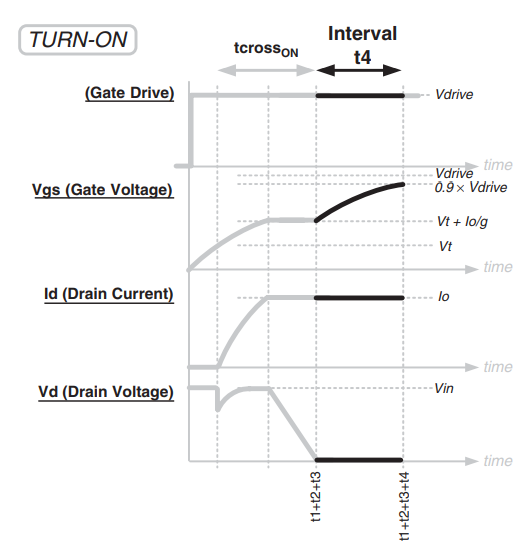 TURN-ON
tcrossON
Interval
t4
(Gate Drive)
Vdrive
time
Vgs (Gate Voltage)
Vdrive
0.9 × Vdrive
Vt + Io/g
Vt
time
Id (Drain Current)
Io
time
Vd (Drain Voltage)
Vin
time
t1+t2+t3
t1+t2+t3+t4